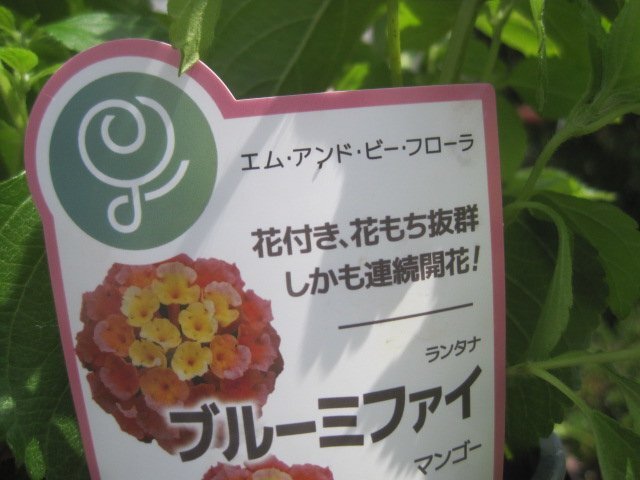 エム・アンド・ビー・フローラ
花付き、花もち抜群
しかも連続開花!
ランタナ
ブルーミファイ
マンゴー